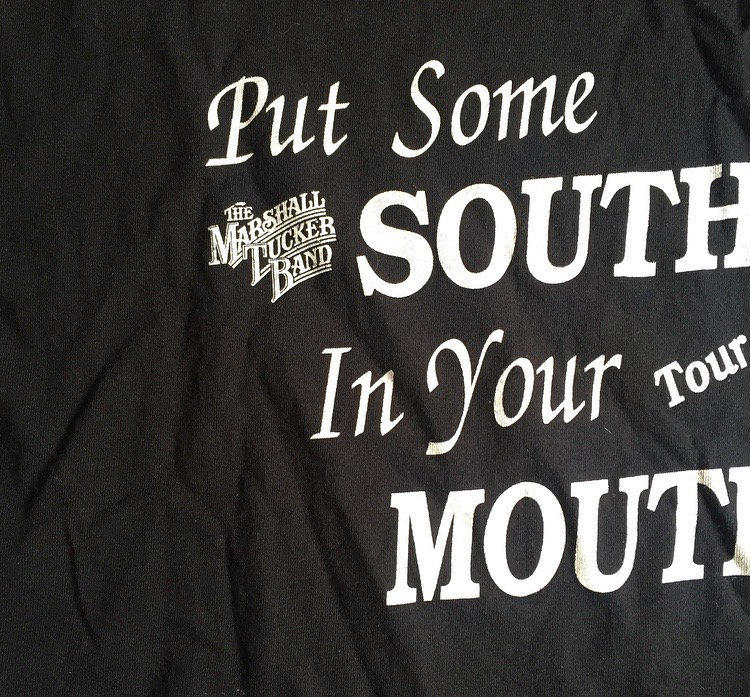 Put Some
THE
MARSHALL
TUCKER
BAND
SOUTH
In Your
Tour
MOUT